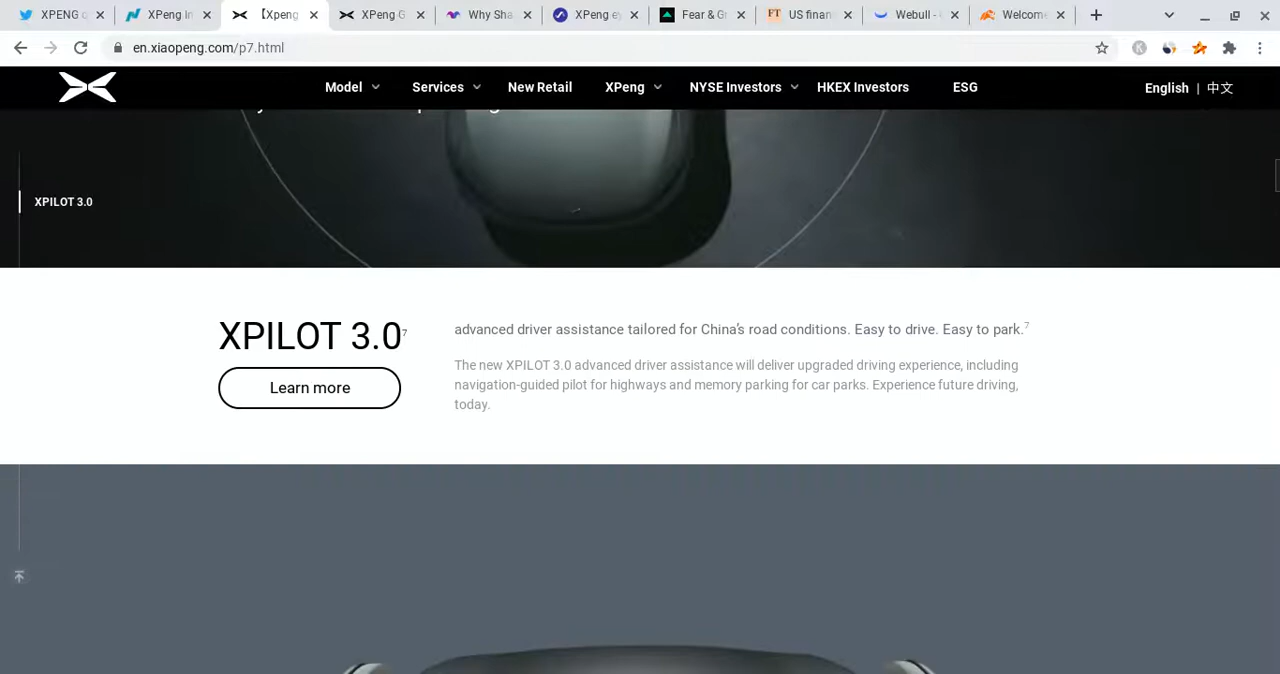 XPENG
XPeng in
【Xpeng
XPeng G
Why Sha
XPeng ey
Fear & Gr
FT
US finan
Webull -
Welcome
en.xiaopeng.com/p7.html
Model
Services
New Retail
XPeng
NYSE Investors
HKEX Investors
ESG
English | 中文
XPILOT 3.0
XPILOT 3.0⁷
Learn more
advanced driver assistance tailored for China’s road conditions. Easy to drive. Easy to park.⁷
The new XPILOT 3.0 advanced driver assistance will deliver upgraded driving experience, including
navigation-guided pilot for highways and memory parking for car parks. Experience future driving,
today.